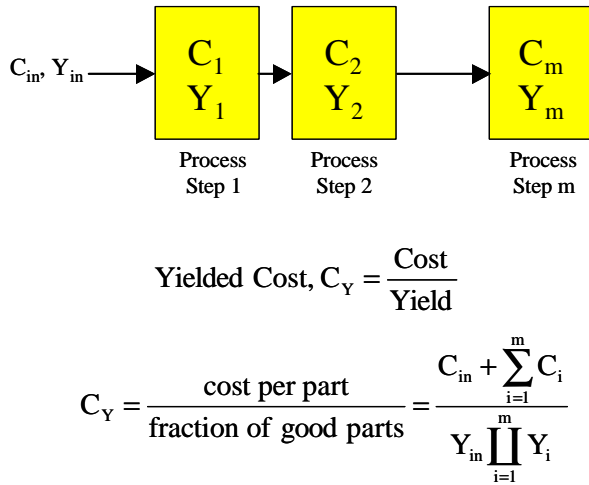 C_in, Y_in
C_1
Y_1
C_2
Y_2
C_m
Y_m
Process
Step 1
Process
Step 2
Process
Step m
Yielded Cost, C_Y = Cost / Yield
C_Y = cost per part / fraction of good parts = (C_in + ∑_{i=1}^{m} C_i) / (Y_in ∐_{i=1}^{m} Y_i)